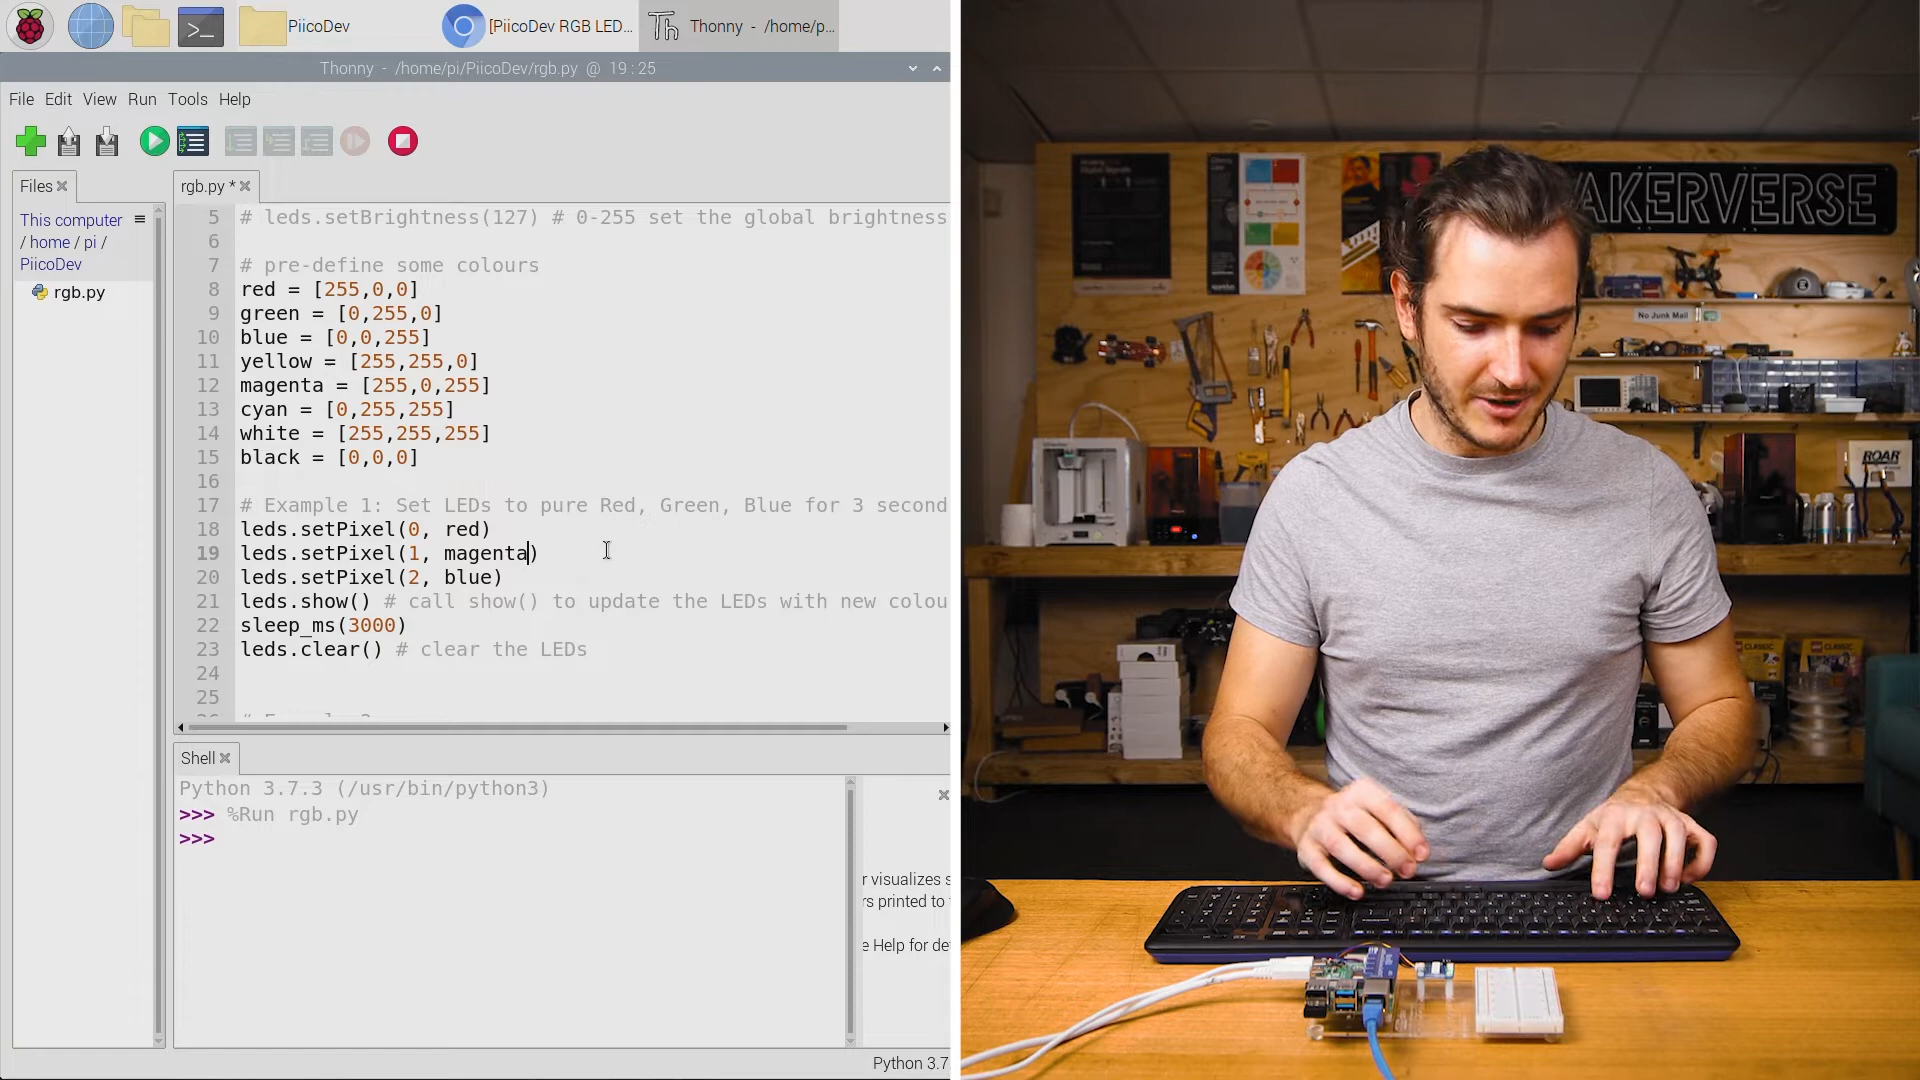 PiicoDev
[PiicoDev RGB LED...
Thonny - /home/p...
Thonny - /home/pi/PiicoDev/rgb.py @ 19:25
File Edit View Run Tools Help
Files
This computer
/ home / pi /
PiicoDev
rgb.py
rgb.py *
5 # leds.setBrightness(127) # 0-255 set the global brightness
6
7 # pre-define some colours
8 red = [255,0,0]
9 green = [0,255,0]
10 blue = [0,0,255]
11 yellow = [255,255,0]
12 magenta = [255,0,255]
13 cyan = [0,255,255]
14 white = [255,255,255]
15 black = [0,0,0]
16
17 # Example 1: Set LEDs to pure Red, Green, Blue for 3 second
18 leds.setPixel(0, red)
19 leds.setPixel(1, magenta)
20 leds.setPixel(2, blue)
21 leds.show() # call show() to update the LEDs with new colou
22 sleep_ms(3000)
23 leds.clear() # clear the LEDs
24
25
Shell
Python 3.7.3 (/usr/bin/python3)
>>> %Run rgb.py
>>>
r visualizes s
rs printed to
e Help for de
Python 3.7
AKERVERSE
No Junk Mail
ROAR
CLASSIC
CLASSIC